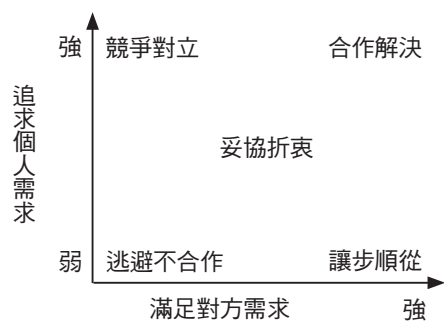 強
競爭對立
合作解決
追求個人需求
妥協折衷
弱
逃避不合作
讓步順從
滿足對方需求
強